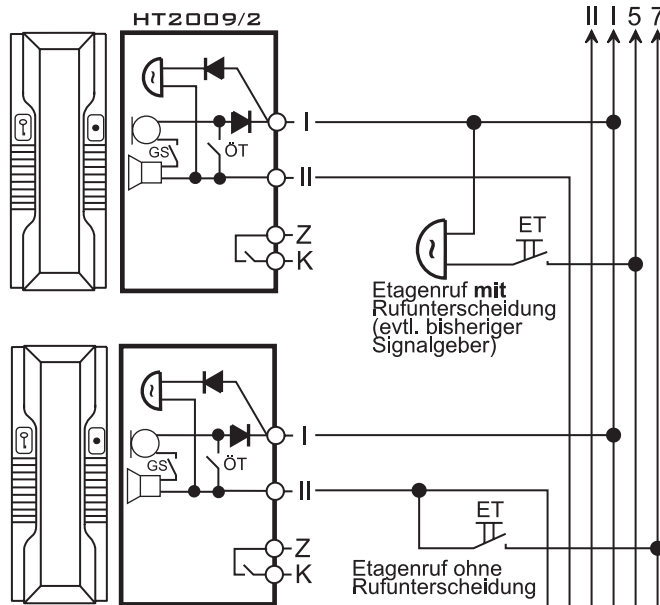 HT2009/2
II I 5 7
I
GS
ÖT
II
Z
K
ET
Etagenruf mit
Rufunterscheidung
(evtl. bisheriger
Signalgeber)
I
GS
ÖT
II
Z
K
ET
Etagenruf ohne
Rufunterscheidung